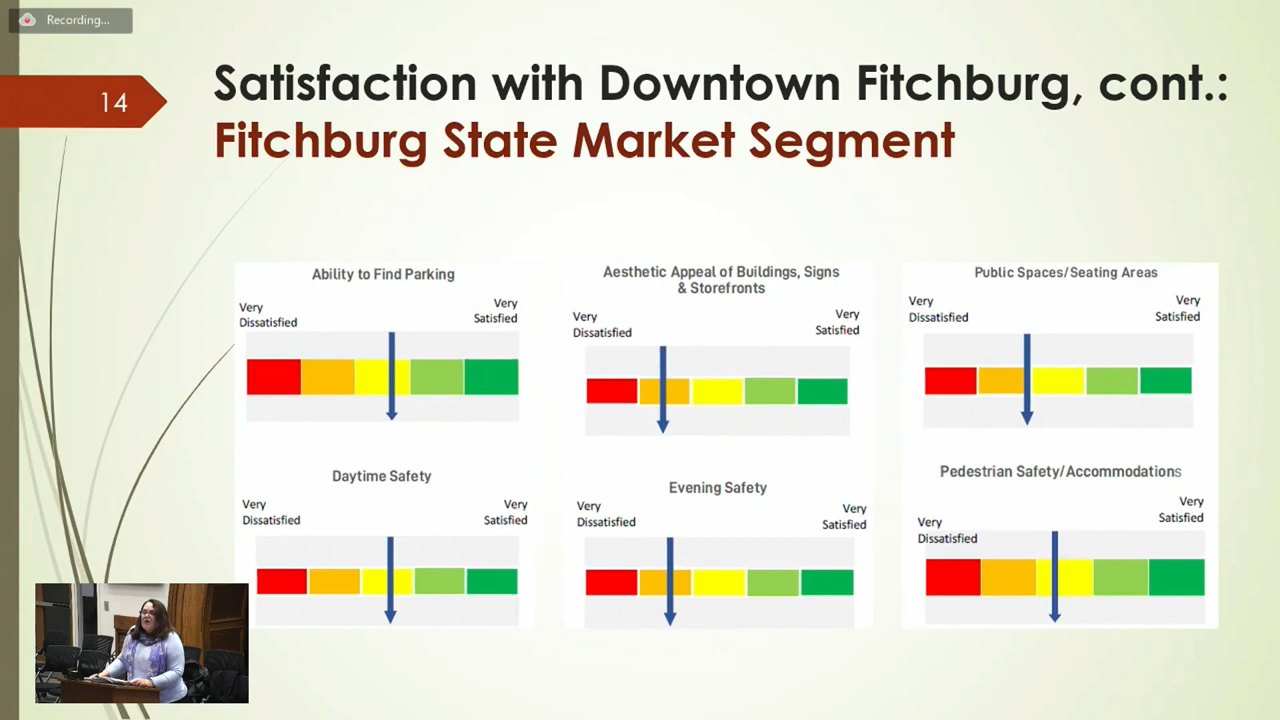 Recording...
14
Satisfaction with Downtown Fitchburg, cont.:
Fitchburg State Market Segment
Ability to Find Parking
Very
Dissatisfied
Very
Satisfied
Aesthetic Appeal of Buildings, Signs
& Storefronts
Very
Dissatisfied
Very
Satisfied
Public Spaces/Seating Areas
Very
Dissatisfied
Very
Satisfied
Daytime Safety
Very
Dissatisfied
Very
Satisfied
Evening Safety
Very
Dissatisfied
Very
Satisfied
Pedestrian Safety/Accommodations
Very
Dissatisfied
Very
Satisfied